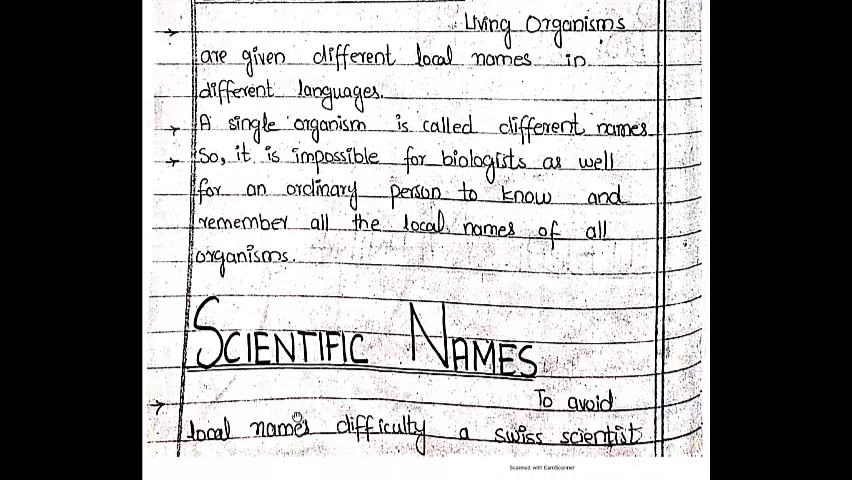 Living Organisms
are given different local names in
different languages.
A single organism is called different names
So, it is impossible for biologists as well
for an ordinary person to know and
remember all the local names of all
organisms.
SCIENTIFIC NAMES
To avoid
local names difficulty a swiss scientist
Scanned with CamScanner